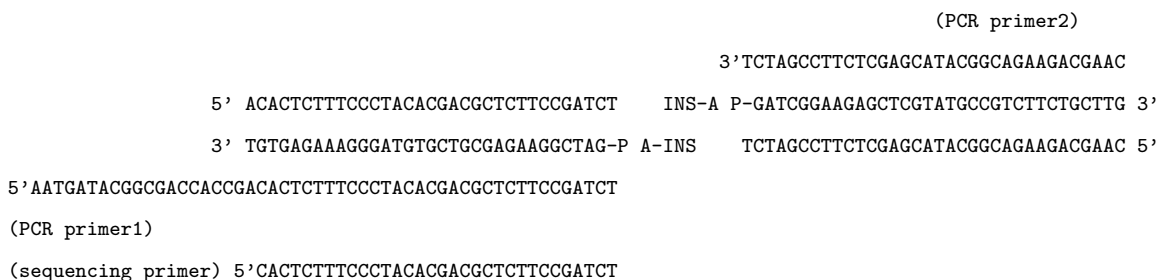 (PCR primer2)
3'TCTAGCCTTCTCGAGCATACGGCAGAAGACGAAC
5' ACACTCTTTCCCTACACGACGCTCTTCCGATCT INS-A P-GATCGGAAGAGCTCGTATGCCGTCTTCTGCTTG 3'
3' TGTGAGAAAGGGATGTGCTGCGAGAAGGCTAG-P A-INS TCTAGCCTTCTCGAGCATACGGCAGAAGACGAAC 5'
5'AATGATACGGCGACCACCGACACTCTTTCCCTACACGACGCTCTTCCGATCT
(PCR primer1)
(sequencing primer) 5'CACTCTTTCCCTACACGACGCTCTTCCGATCT